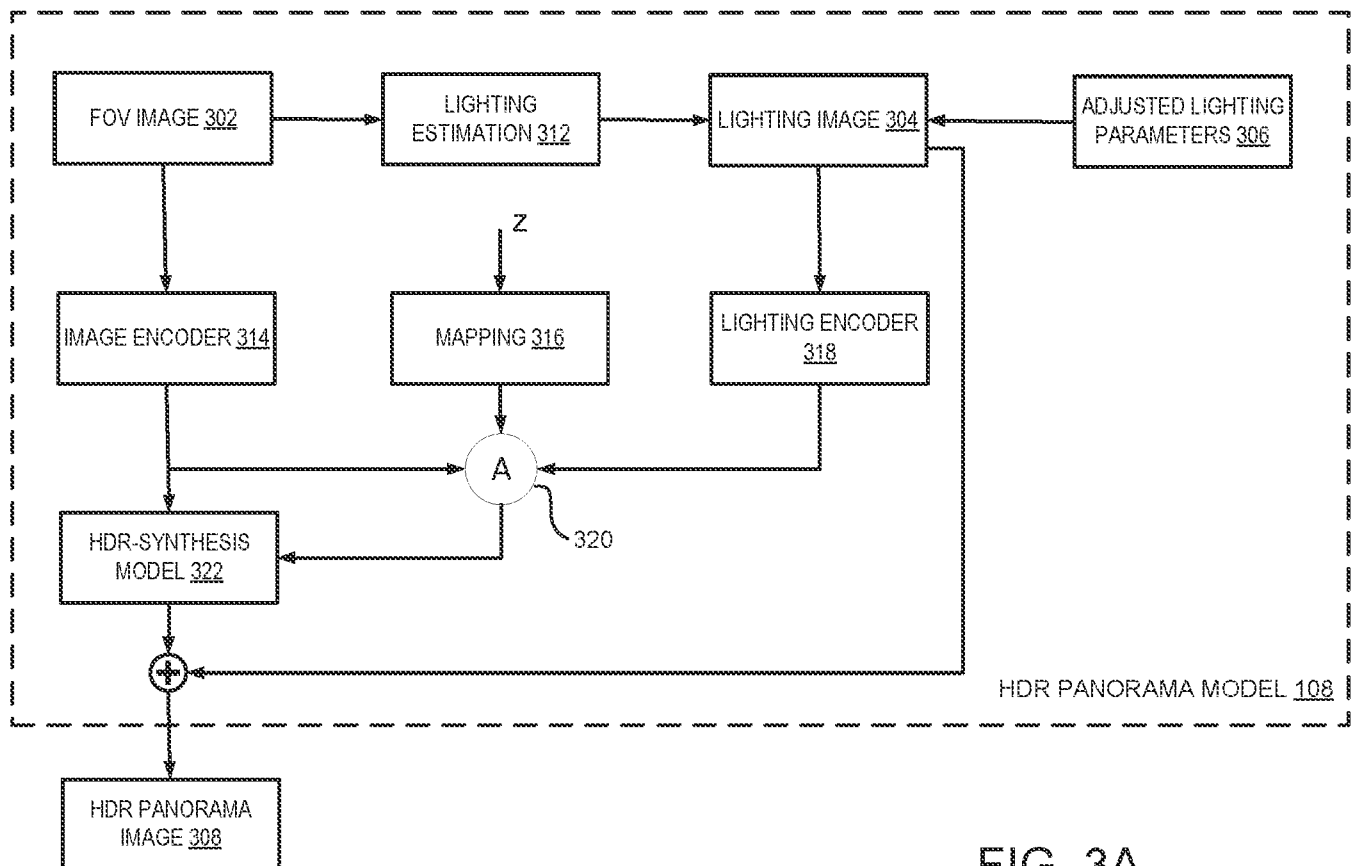 FOV IMAGE 302
LIGHTING
ESTIMATION 312
LIGHTING IMAGE 304
ADJUSTED LIGHTING
PARAMETERS 306
Z
IMAGE ENCODER 314
MAPPING 316
LIGHTING ENCODER
318
A
320
HDR-SYNTHESIS
MODEL 322
+
HDR PANORAMA MODEL 108
HDR PANORAMA
IMAGE 308
FIG. 3A